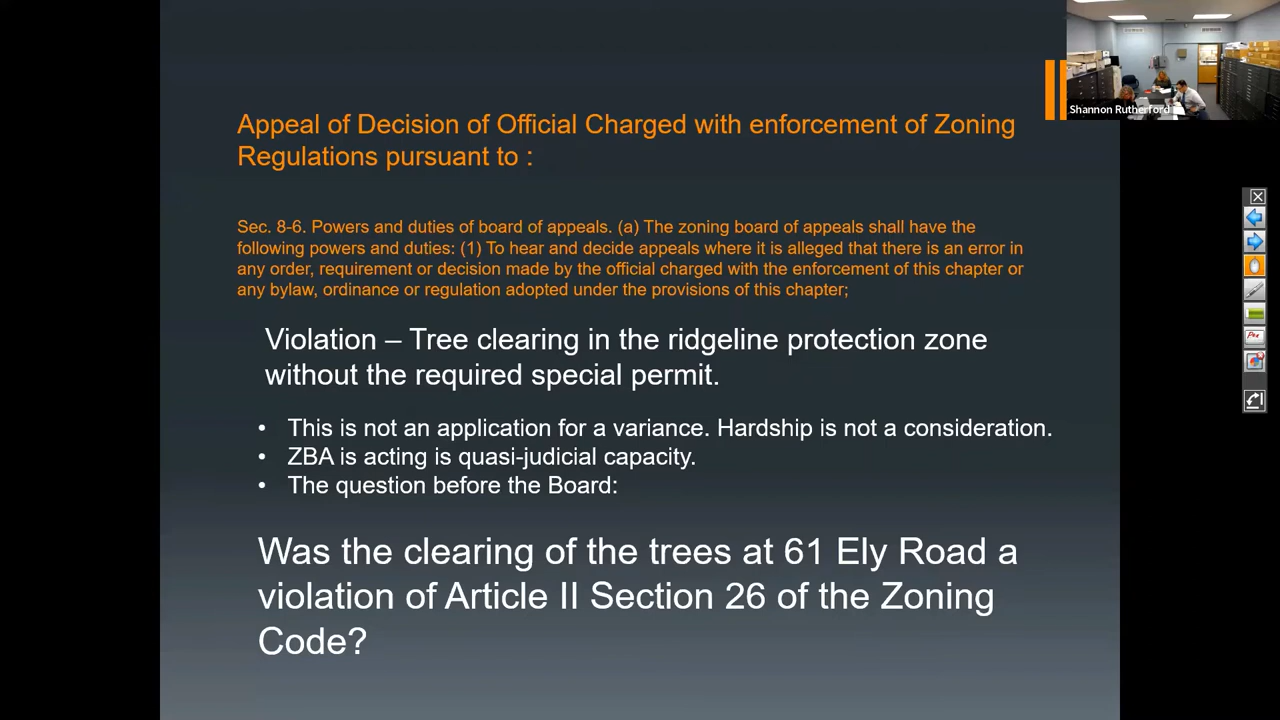 Appeal of Decision of Official Charged with enforcement of Zoning
Regulations pursuant to :
Shannon Rutherford
Sec. 8-6. Powers and duties of board of appeals. (a) The zoning board of appeals shall have the
following powers and duties: (1) To hear and decide appeals where it is alleged that there is an error in
any order, requirement or decision made by the official charged with the enforcement of this chapter or
any bylaw, ordinance or regulation adopted under the provisions of this chapter;
Violation – Tree clearing in the ridgeline protection zone
without the required special permit.
• This is not an application for a variance. Hardship is not a consideration.
• ZBA is acting is quasi-judicial capacity.
• The question before the Board:
Was the clearing of the trees at 61 Ely Road a
violation of Article II Section 26 of the Zoning
Code?